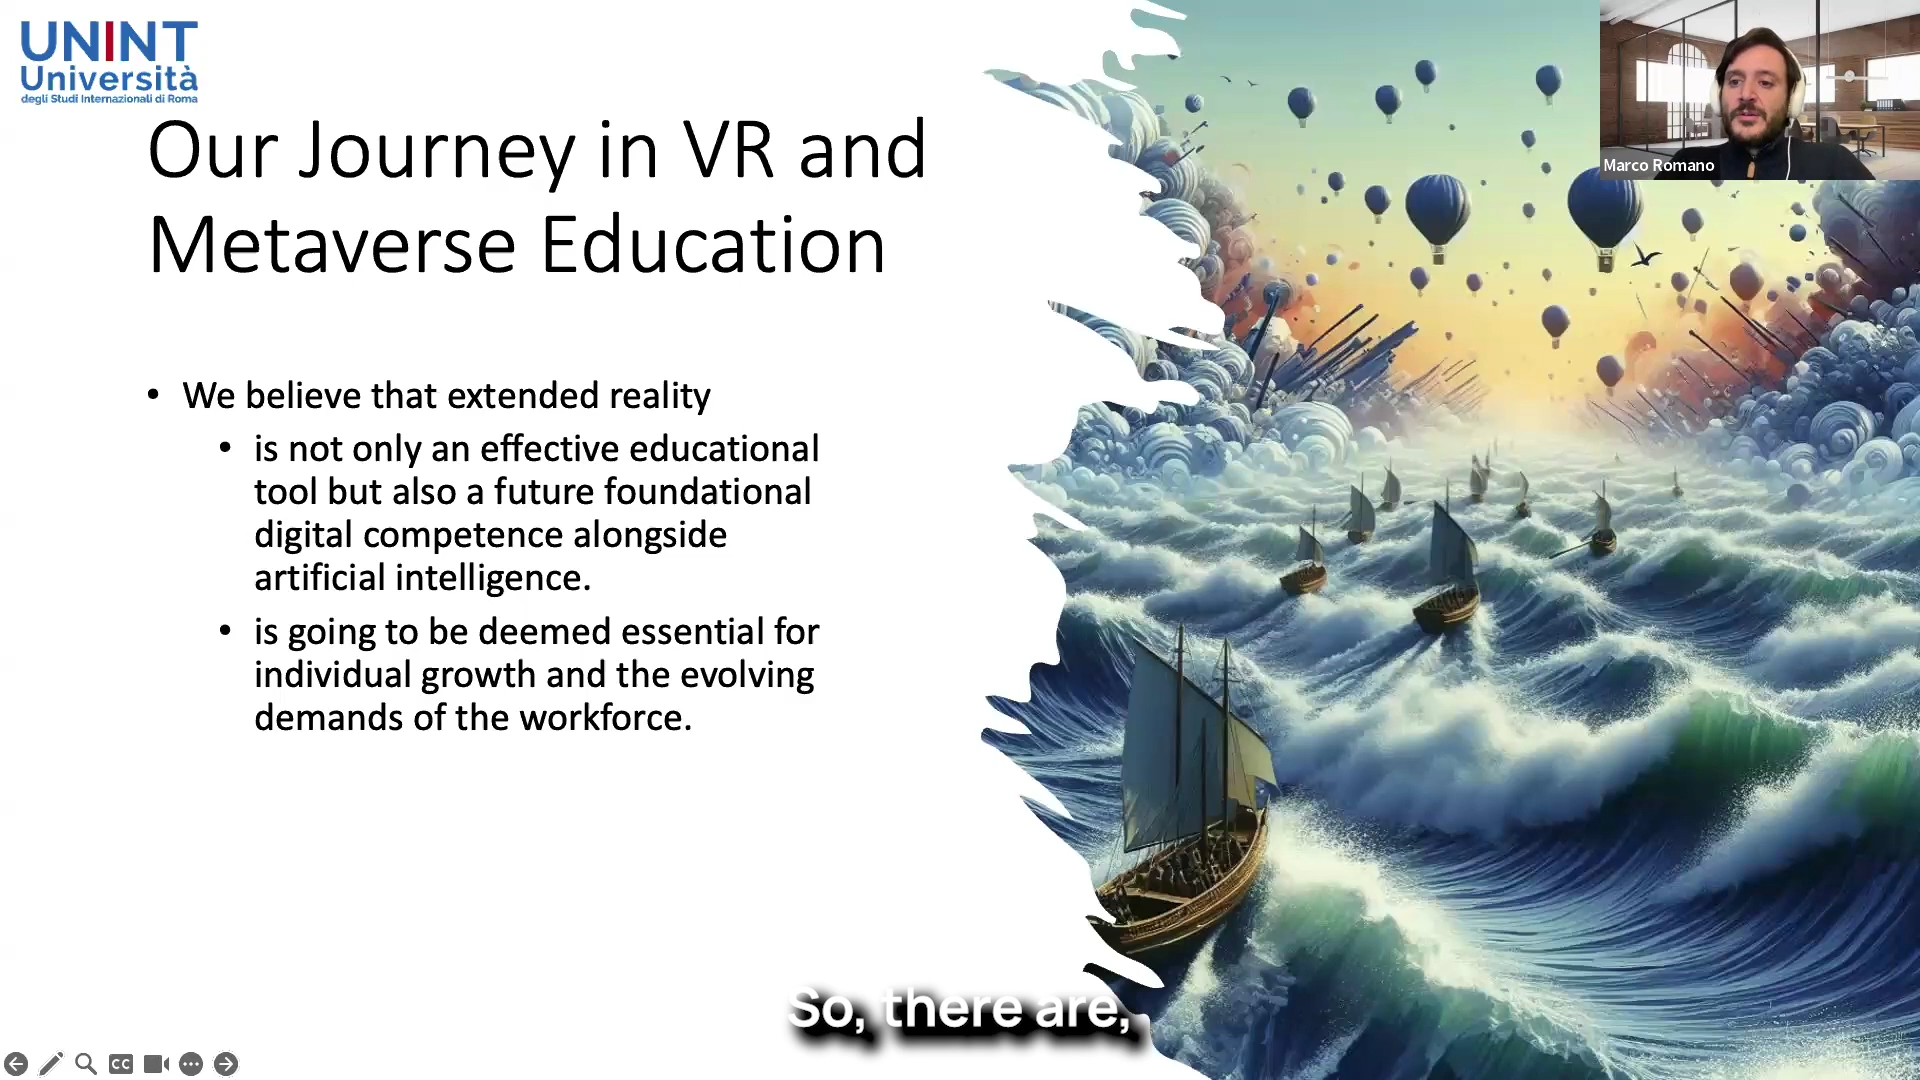 UNINT
Università
degli Studi Internazionali di Roma
Our Journey in VR and
Metaverse Education
• We believe that extended reality
• is not only an effective educational
tool but also a future foundational
digital competence alongside
artificial intelligence.
• is going to be deemed essential for
individual growth and the evolving
demands of the workforce.
Marco Romano
So, there are,
CC